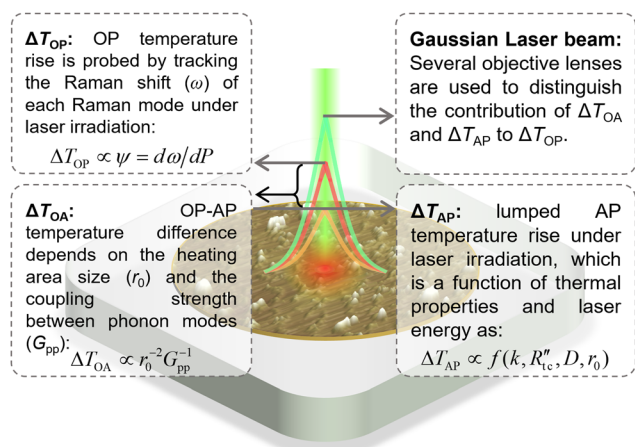 ΔT_OP: OP temperature
rise is probed by tracking
the Raman shift (ω) of
each Raman mode under
laser irradiation:
ΔT_OP ∝ ψ = dω/dP
Gaussian Laser beam:
Several objective lenses
are used to distinguish
the contribution of ΔT_OA
and ΔT_AP to ΔT_OP.
ΔT_OA: OP-AP
temperature difference
depends on the heating
area size (r₀) and the
coupling strength
between phonon modes
(G_pp):
ΔT_OA ∝ r₀⁻² G_pp⁻¹
ΔT_AP: lumped AP
temperature rise under
laser irradiation, which
is a function of thermal
properties and laser
energy as:
ΔT_AP ∝ f(k, R″_tc, D, r₀)